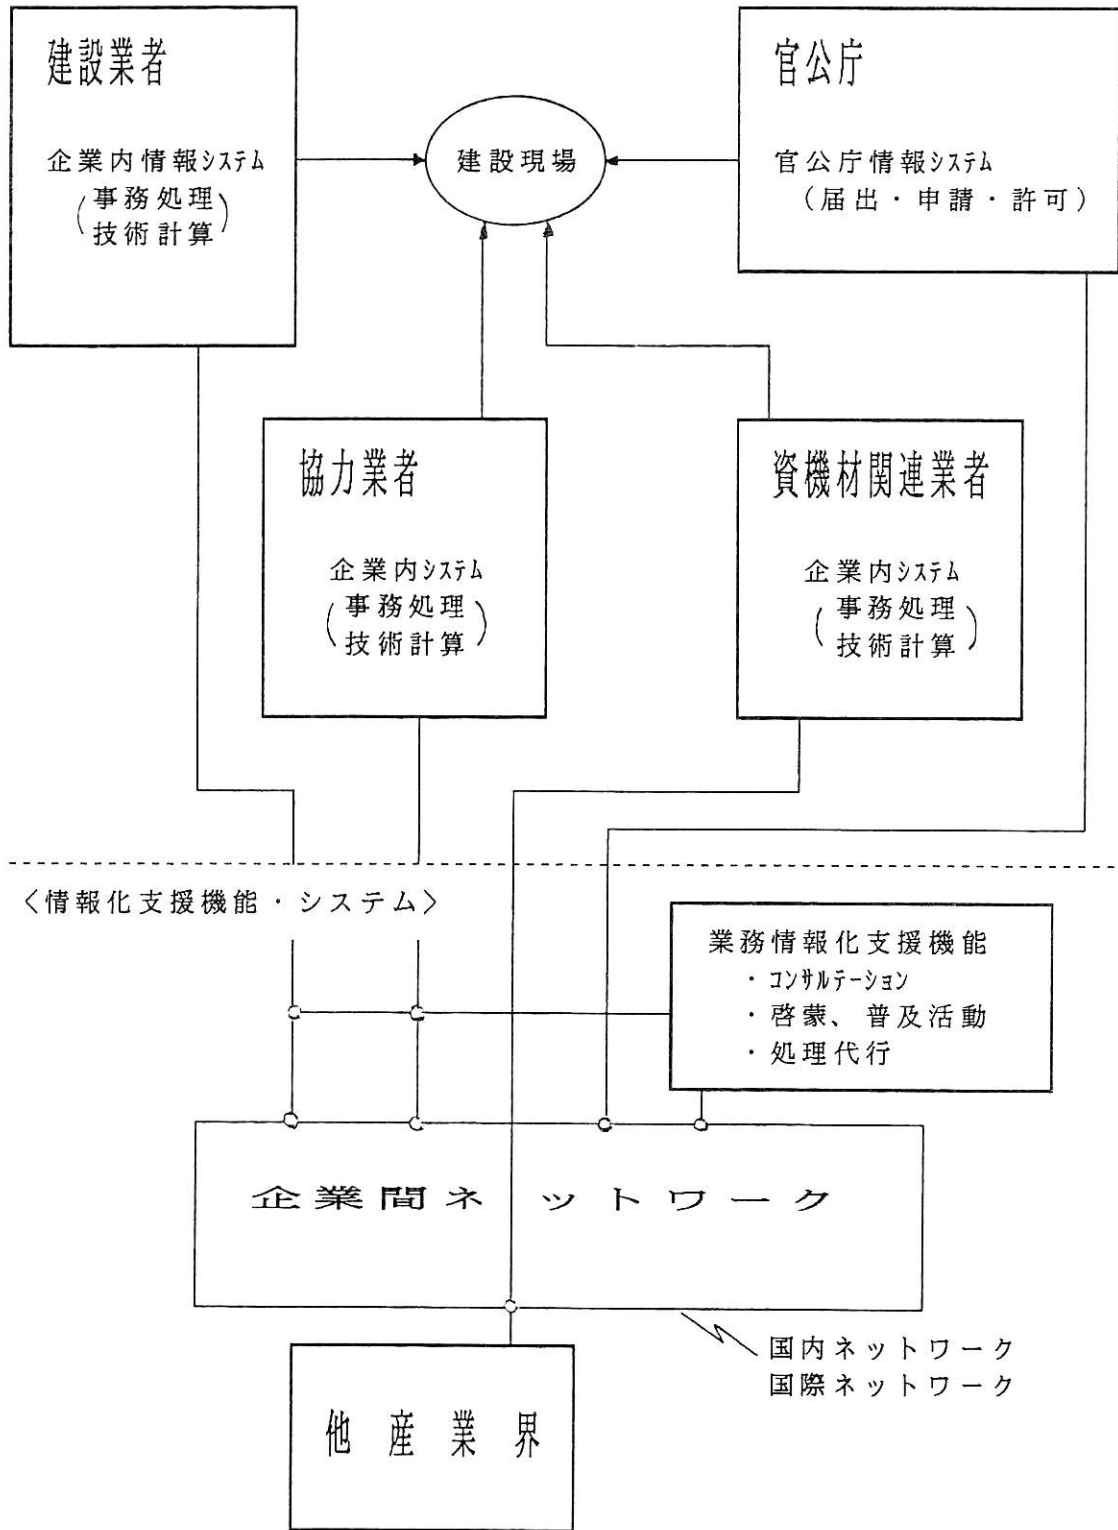 建設業者
企業内情報システム
(事務処理
技術計算)
建設現場
官公庁
官公庁情報システム
(届出・申請・許可)
協力業者
企業内システム
(事務処理
技術計算)
資機材関連業者
企業内システム
(事務処理
技術計算)
<情報化支援機能・システム>
業務情報化支援機能
・コンサルテーション
・啓蒙、普及活動
・処理代行
企業間ネットワーク
国内ネットワーク
国際ネットワーク
他産業界